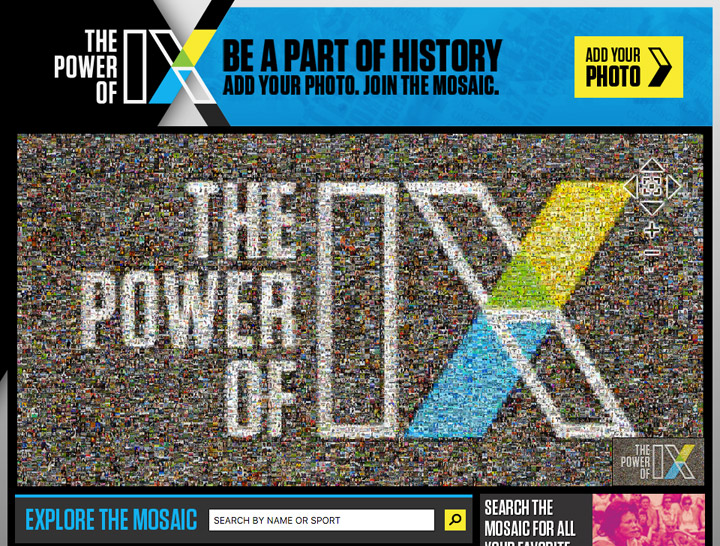 THE
POWER
OF
IX
BE A PART OF HISTORY
ADD YOUR PHOTO. JOIN THE MOSAIC.
ADD YOUR
PHOTO
THE
POWER
OF
IX
THE
POWER
OF
IX
EXPLORE THE MOSAIC
SEARCH BY NAME OR SPORT
SEARCH THE
MOSAIC FOR ALL
YOUR FAVORITE